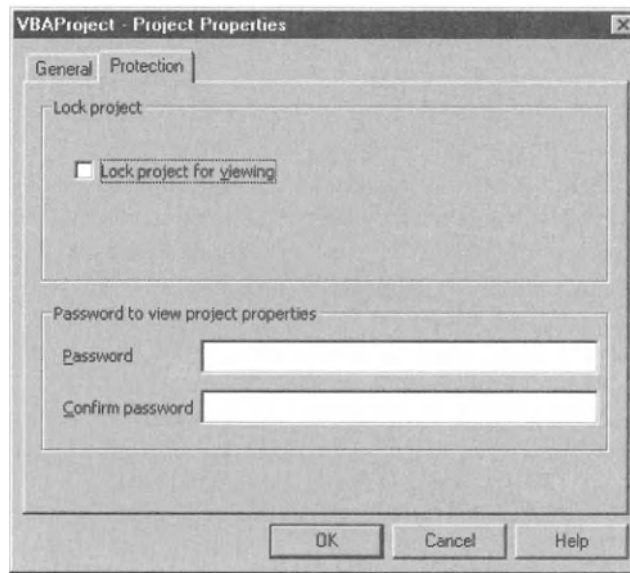 VBAProject - Project Properties
General Protection
Lock project
Lock project for viewing
Password to view project properties
Password
Confirm password
OK Cancel Help